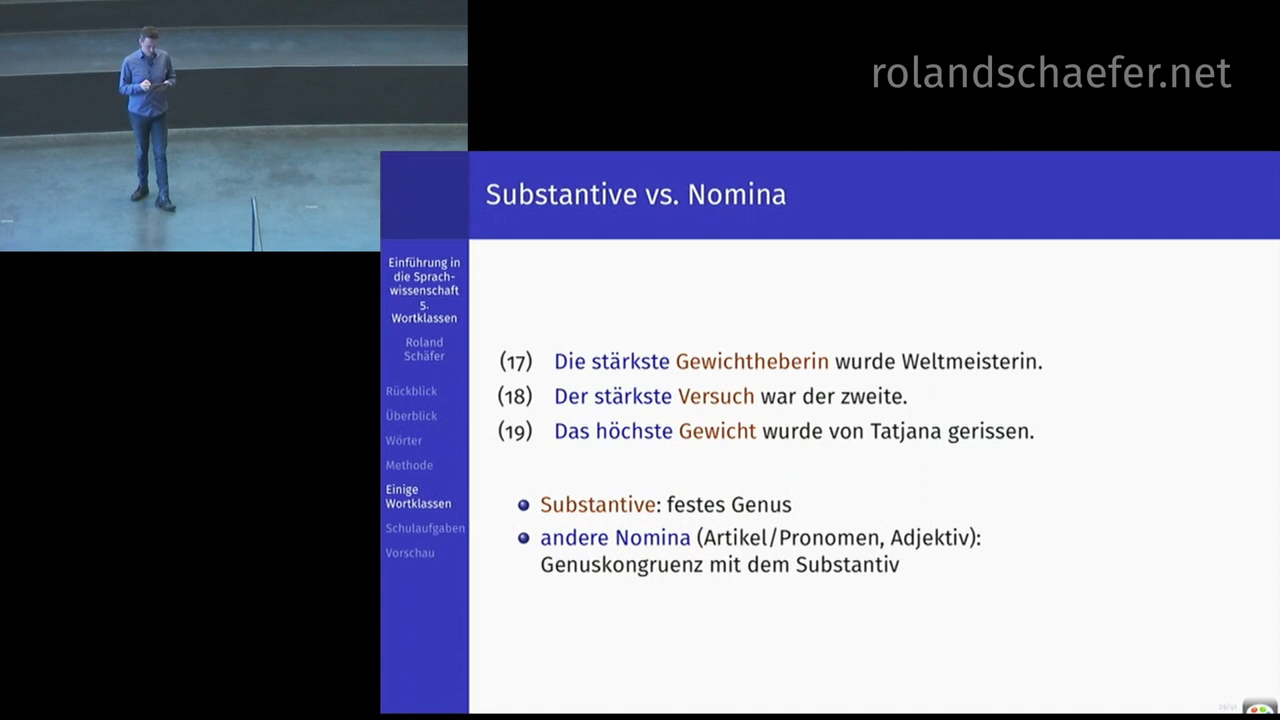 rolandschaefer.net
Substantive vs. Nomina
Einführung in
die Sprach-
wissenschaft
5.
Wortklassen
Roland
Schäfer
Rückblick
Überblick
Wörter
Methode
Einige
Wortklassen
Schulaufgaben
Vorschau
(17) Die stärkste Gewichtheberin wurde Weltmeisterin.
(18) Der stärkste Versuch war der zweite.
(19) Das höchste Gewicht wurde von Tatjana gerissen.
Substantive: festes Genus
andere Nomina (Artikel/Pronomen, Adjektiv):
Genuskongruenz mit dem Substantiv